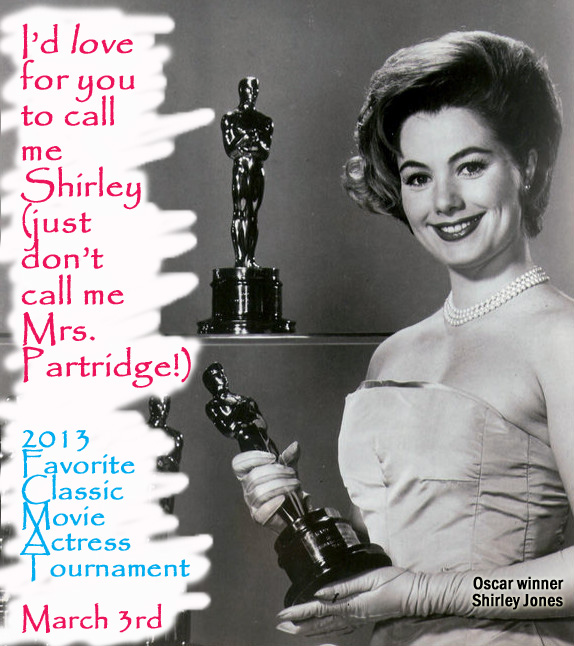 I'd love
for you
to call
me
Shirley
(just
don't
call me
Mrs.
Partridge!)
2013
Favorite
Classic
Movie
Actress
Tournament
March 3rd
Oscar winner
Shirley Jones